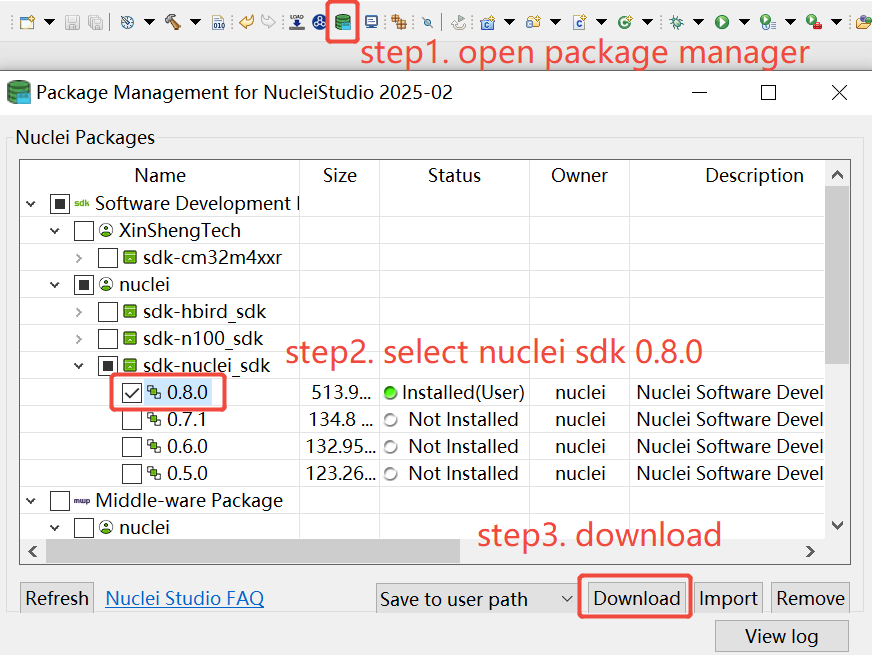 LOAD
010
step1. open package manager
Package Management for NucleiStudio 2025-02
Nuclei Packages
Name Size Status Owner Description
sdk Software Development
XinShengTech
sdk-cm32m4xxr
nuclei
sdk-hbird_sdk
sdk-n100_sdk
step2. select nuclei sdk 0.8.0
sdk-nuclei_sdk
0.8.0 513.9... Installed(User) nuclei Nuclei Software Devel
0.7.1 134.8 ... Not Installed nuclei Nuclei Software Devel
0.6.0 132.95... Not Installed nuclei Nuclei Software Devel
0.5.0 123.26... Not Installed nuclei Nuclei Software Devel
mwp Middle-ware Package
nuclei
step3. download
Refresh Nuclei Studio FAQ Save to user path Download Import Remove
View log